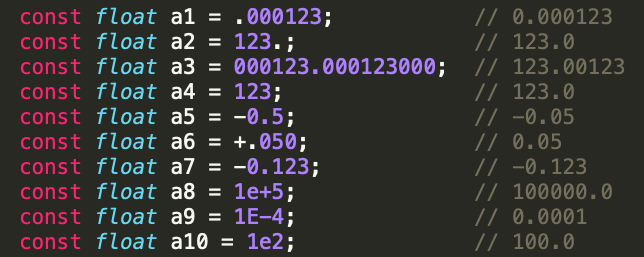 const float a1 = .000123; // 0.000123
const float a2 = 123.; // 123.0
const float a3 = 000123.000123000; // 123.00123
const float a4 = 123; // 123.0
const float a5 = -0.5; // -0.05
const float a6 = +.050; // 0.05
const float a7 = -0.123; // -0.123
const float a8 = 1e+5; // 100000.0
const float a9 = 1E-4; // 0.0001
const float a10 = 1e2; // 100.0